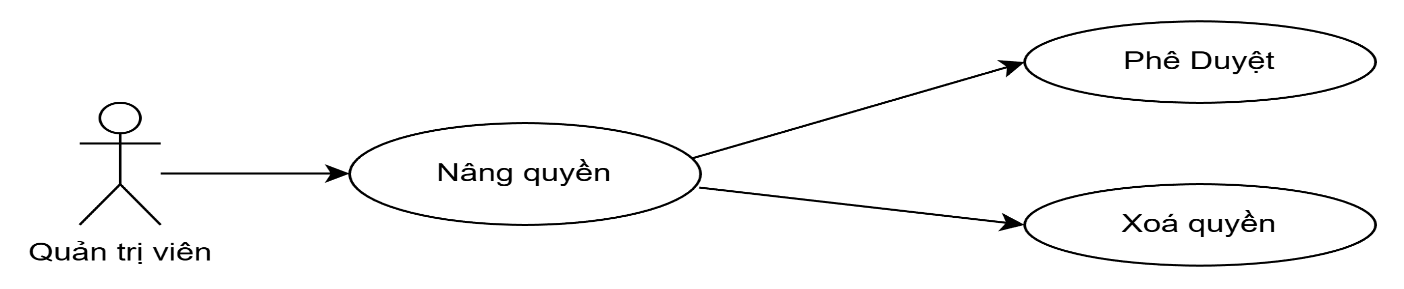 Phê Duyệt
Nâng quyền
Xoá quyền
Quản trị viên